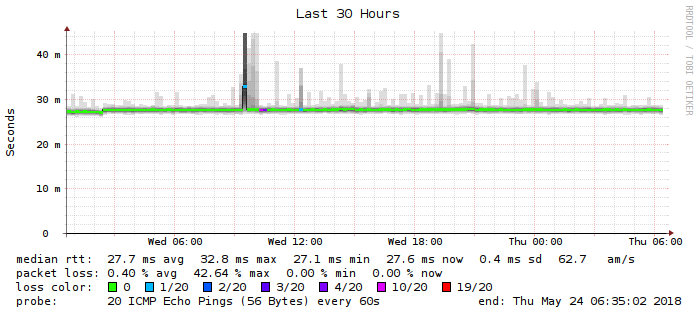 Last 30 Hours
RRDTOOL / TOBI OETIKER
Seconds
40 m
30 m
20 m
10 m
0
Wed 06:00 Wed 12:00 Wed 18:00 Thu 00:00 Thu 06:00
median rtt: 27.7 ms avg 32.8 ms max 27.1 ms min 27.6 ms now 0.4 ms sd 62.7 am/s
packet loss: 0.40 % avg 42.64 % max 0.00 % min 0.00 % now
loss color: 0 1/20 2/20 3/20 4/20 10/20 19/20
probe: 20 ICMP Echo Pings (56 Bytes) every 60s end: Thu May 24 06:35:02 2018